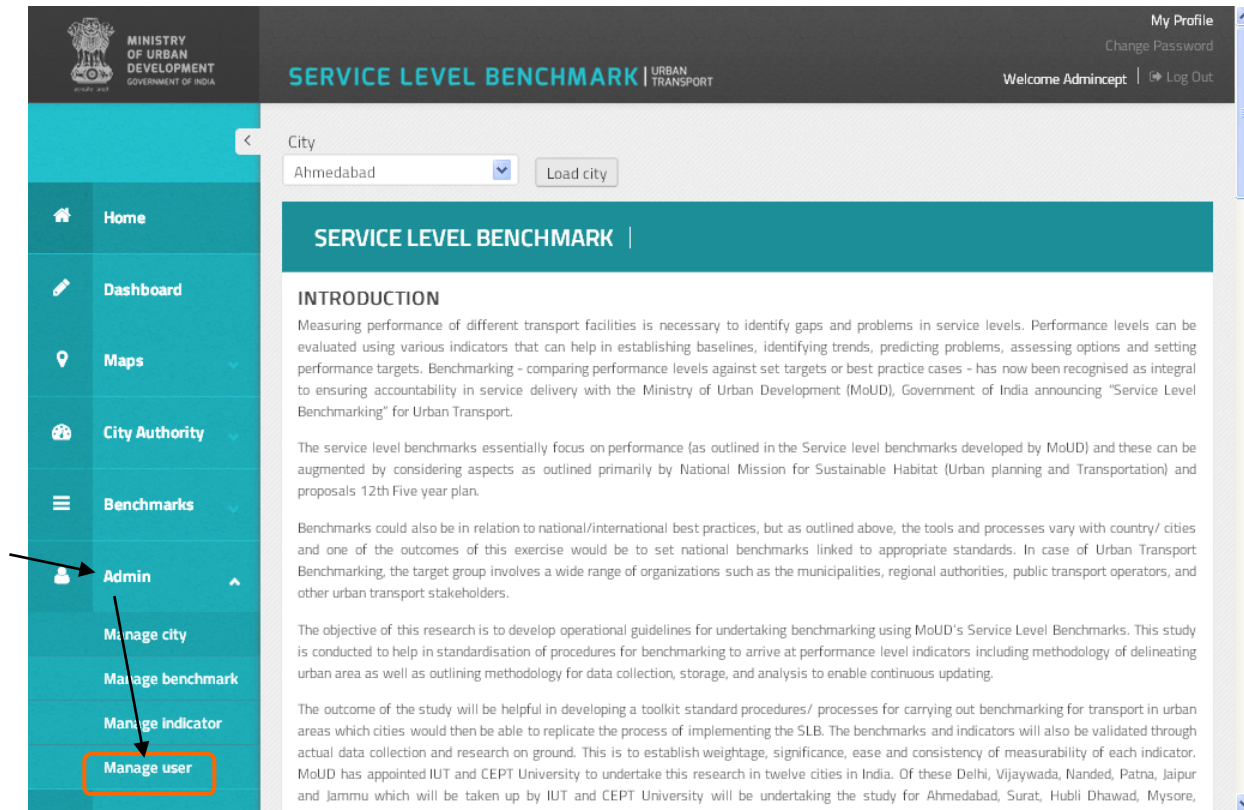 MINISTRY
OF URBAN
DEVELOPMENT
GOVERNMENT OF INDIA
SERVICE LEVEL BENCHMARK | URBAN TRANSPORT
My Profile
Change Password
Welcome Admincept | Log Out
City
Ahmedabad
Load city
Home
Dashboard
Maps
City Authority
Benchmarks
Admin
Manage city
Manage benchmark
Manage indicator
Manage user
SERVICE LEVEL BENCHMARK |
INTRODUCTION
Measuring performance of different transport facilities is necessary to identify gaps and problems in service levels. Performance levels can be
evaluated using various indicators that can help in establishing baselines, identifying trends, predicting problems, assessing options and setting
performance targets. Benchmarking - comparing performance levels against set targets or best practice cases - has now been recognised as integral
to ensuring accountability in service delivery with the Ministry of Urban Development (MoUD), Government of India announcing "Service Level
Benchmarking" for Urban Transport.
The service level benchmarks essentially focus on performance (as outlined in the Service level benchmarks developed by MoUD) and these can be
augmented by considering aspects as outlined primarily by National Mission for Sustainable Habitat (Urban planning and Transportation) and
proposals 12th Five year plan.
Benchmarks could also be in relation to national/international best practices, but as outlined above, the tools and processes vary with country/ cities
and one of the outcomes of this exercise would be to set national benchmarks linked to appropriate standards. In case of Urban Transport
Benchmarking, the target group involves a wide range of organizations such as the municipalities, regional authorities, public transport operators, and
other urban transport stakeholders.
The objective of this research is to develop operational guidelines for undertaking benchmarking using MoUD's Service Level Benchmarks. This study
is conducted to help in standardisation of procedures for benchmarking to arrive at performance level indicators including methodology of delineating
urban area as well as outlining methodology for data collection, storage, and analysis to enable continuous updating.
The outcome of the study will be helpful in developing a toolkit standard procedures/ processes for carrying out benchmarking for transport in urban
areas which cities would then be able to replicate the process of implementing the SLB. The benchmarks and indicators will also be validated through
actual data collection and research on ground. This is to establish weightage, significance, ease and consistency of measurability of each indicator.
MoUD has appointed IUT and CEPT University to undertake this research in twelve cities in India. Of these Delhi, Vijaywada, Nanded, Patna, Jaipur
and Jammu which will be taken up by IUT and CEPT University will be undertaking the study for Ahmedabad, Surat, Hubli Dhawad, Mysore,